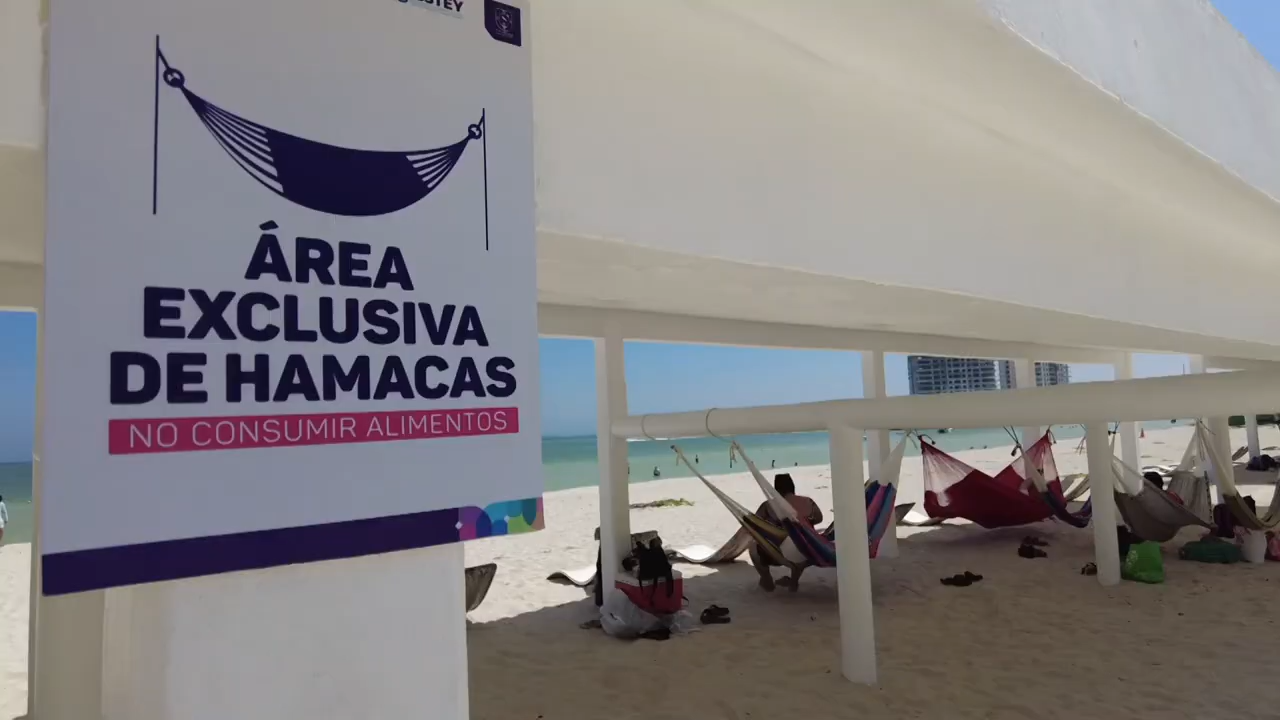 ÁREA
EXCLUSIVA
DE HAMACAS
NO CONSUMIR ALIMENTOS